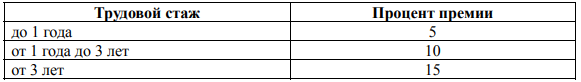 Трудовой стаж Процент премии
до 1 года 5
от 1 года до 3 лет 10
от 3 лет 15